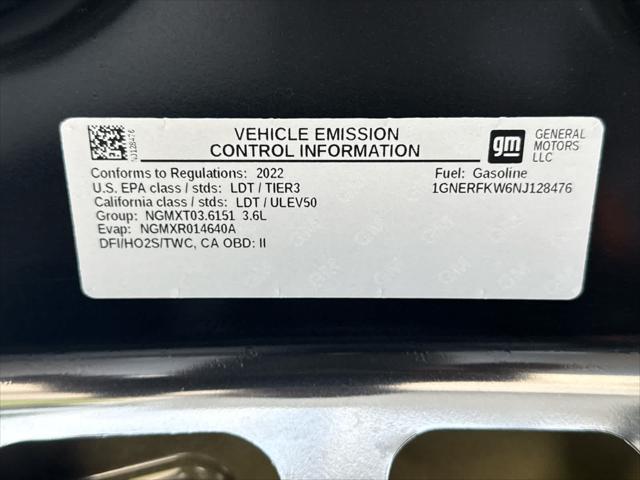 VEHICLE EMISSION
CONTROL INFORMATION
gm
GENERAL
MOTORS
LLC
NJ128476
Conforms to Regulations: 2022
Fuel: Gasoline
U.S. EPA class / stds: LDT / TIER3
1GNERFKW6NJ128476
California class / stds: LDT / ULEV50
Group: NGMXT03.6151 3.6L
Evap: NGMXR014640A
DFI/HO2S/TWC, CA OBD: II